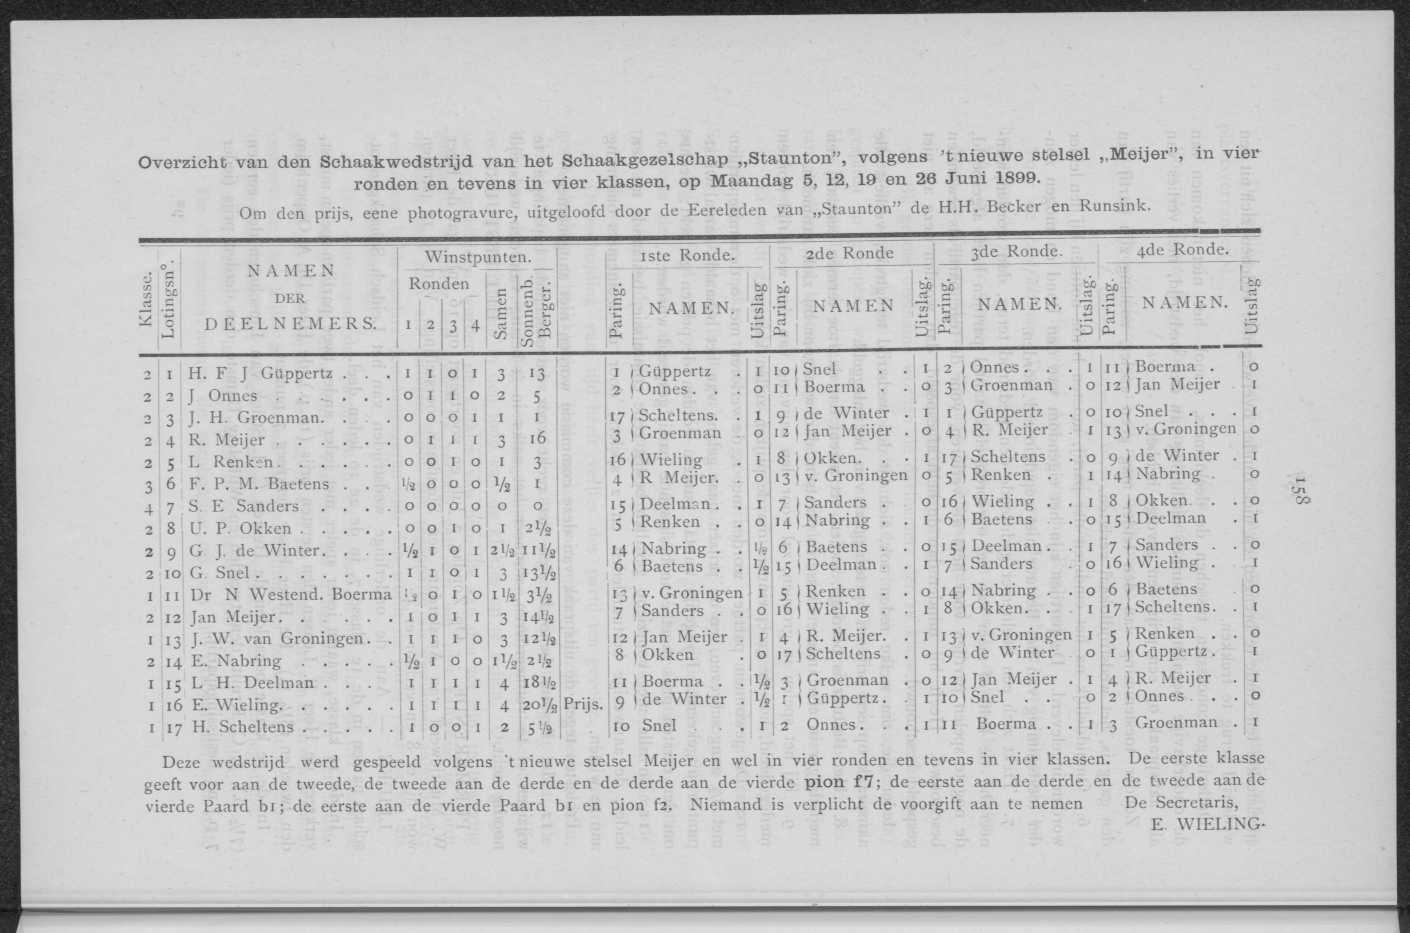 Overzicht van den Schaakwedstrijd van het Schaakgezelschap „Staunton”, volgens 't nieuwe stelsel „Meijer”, in vier
ronden en tevens in vier klassen, op Maandag 5, 12, 19 en 26 Juni 1899.
Om den prijs, eene photogravure, uitgeloofd door de Eereleden van „Staunton” de H.H. Becker en Runsink.
Klasse. Lotingsn°. NAMEN DER DEELNEMERS. Winstpunten. 1ste Ronde. 2de Ronde 3de Ronde. 4de Ronde.
Ronden Samen Sonnenb. Berger. Paring. NAMEN. Uitslag Paring. NAMEN Uitslag. Paring. NAMEN. Uitslag. Paring. NAMEN. Uitslag
1 2 3 4
2 1 H. F J Güppertz . . . 1 1 0 1 3 13 1 Güppertz . 1 10 Snel . . 1 2 Onnes . . . 1 11 Boerma . 0
2 2 J Onnes . . . . . . 0 1 1 0 2 5 2 Onnes . . . 0 11 Boerma . . 0 3 Groenman . 0 12 Jan Meijer 1
2 3 J. H. Groenman. . . 0 0 0 1 1 1 17 Scheltens. . 1 9 de Winter . 1 1 Güppertz . 0 10 Snel . . . 1
2 4 R. Meijer . . . . . . 0 1 1 1 3 16 3 Groenman 0 12 Jan Meijer . 0 4 R. Meijer 1 13 v. Groningen 0
2 5 L Renken . . . . . . 0 0 1 0 1 3 16 Wieling . 1 8 Okken. . . 1 17 Scheltens . 0 9 de Winter . 1
3 6 F. P. M. Baetens . . ½ 0 0 0 ½ 1 4 R Meijer. . 0 13 v. Groningen 0 5 Renken . 1 14 Nabring . 0
4 7 S. E Sanders . . . . 0 0 0 0 0 0 15 Deelman . . 1 7 Sanders . 0 16 Wieling . . 1 8 Okken. . . 0
2 8 U. P. Okken . . . . . 0 0 1 0 1 2½ 5 Renken . . 0 14 Nabring . . 1 6 Baetens . 0 15 Deelman . 1
2 9 G. J. de Winter. . . . ½ 1 0 1 2½ 11½ 14 Nabring . . ½ 6 Baetens . . 0 15 Deelman . . 1 7 Sanders . . 0
2 10 G. Snel . . . . . . . 1 1 0 1 3 13½ 6 Baetens . . ½ 15 Deelman . . 1 7 Sanders 0 16 Wieling . 1
1 11 Dr N Westend. Boerma ½ 0 1 0 1½ 3½ 13 v. Groningen 1 5 Renken . . 0 14 Nabring . . 0 6 Baetens 0
2 12 Jan Meijer . . . . . . 1 0 1 1 3 14½ 7 Sanders . . 0 16 Wieling . . 1 8 Okken. . . 1 17 Scheltens. . 1
1 13 J. W. van Groningen. . 1 1 1 0 3 12½ 12 Jan Meijer . 1 4 R. Meijer. . 1 13 v. Groningen 1 5 Renken . . 0
2 14 E. Nabring . . . . . ½ 1 0 0 1½ 2½ 8 Okken . 0 17 Scheltens . 0 9 de Winter 0 1 Güppertz . 1
1 15 L H. Deelman . . . 1 1 1 1 4 18½ 11 Boerma . . ½ 3 Groenman . 0 12 Jan Meijer . 1 4 R. Meijer . 1
1 16 E. Wieling. . . . . . 1 1 1 1 4 20½ Prijs. 9 de Winter . ½ 1 Güppertz. . 1 10 Snel . . 0 2 Onnes . . . 0
1 17 H. Scheltens . . . . . 1 0 0 1 2 5½ 10 Snel . . . 1 2 Onnes . . . 1 11 Boerma . . 1 3 Groenman . 1
158
Deze wedstrijd werd gespeeld volgens 't nieuwe stelsel Meijer en wel in vier ronden en tevens in vier klassen. De eerste klasse
geeft voor aan de tweede, de tweede aan de derde en de derde aan de vierde pion f7; de eerste aan de derde en de tweede aan de
vierde Paard b1; de eerste aan de vierde Paard b1 en pion f2. Niemand is verplicht de voorgift aan te nemen De Secretaris,
E. WIELING.